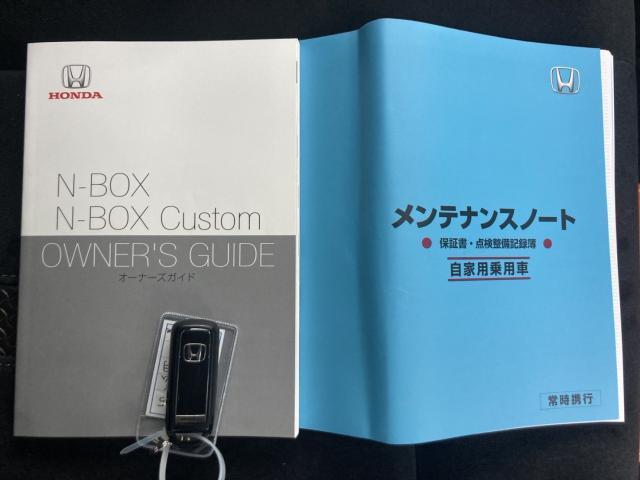 HONDA
N-BOX
N-BOX Custom
OWNER'S GUIDE
オーナーズガイド
メンテナンスノート
● 保証書・点検整備記録簿 ●
自家用乗用車
常時携行